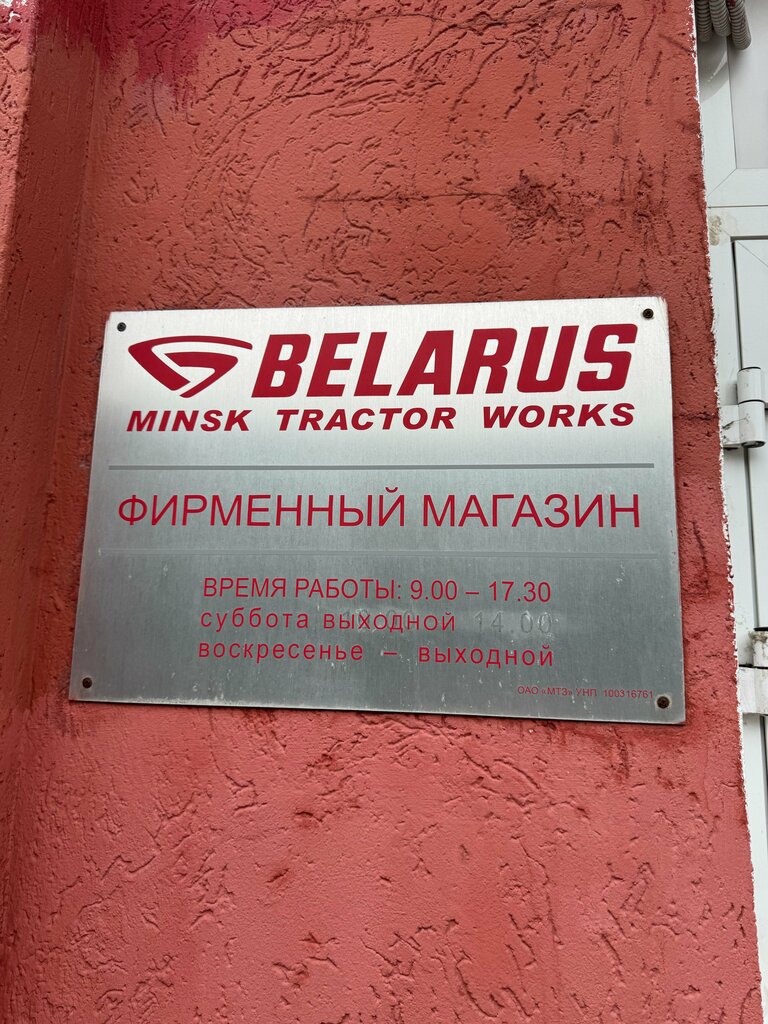 BELARUS
MINSK TRACTOR WORKS
ФИРМЕННЫЙ МАГАЗИН
ВРЕМЯ РАБОТЫ: 9.00 – 17.30
суббота выходной 14.00
воскресенье – выходной
ОАО «МТЗ» УНП 100316761